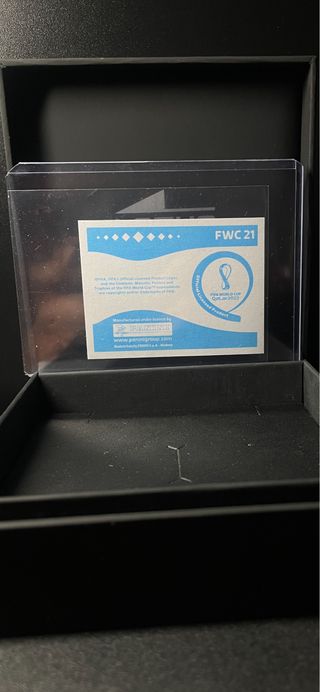 FWC 21
©FIFA, FIFA's Official Licensed Product Logos,
and the Emblems, Mascots, Posters and
Trophies of the FIFA World Cup™ tournaments
are copyrights and/or trademarks of FIFA.
Official Licensed Product
FIFA WORLD CUP
Qatar2022
Manufactured under licence by
PANINI
www.paninigroup.com